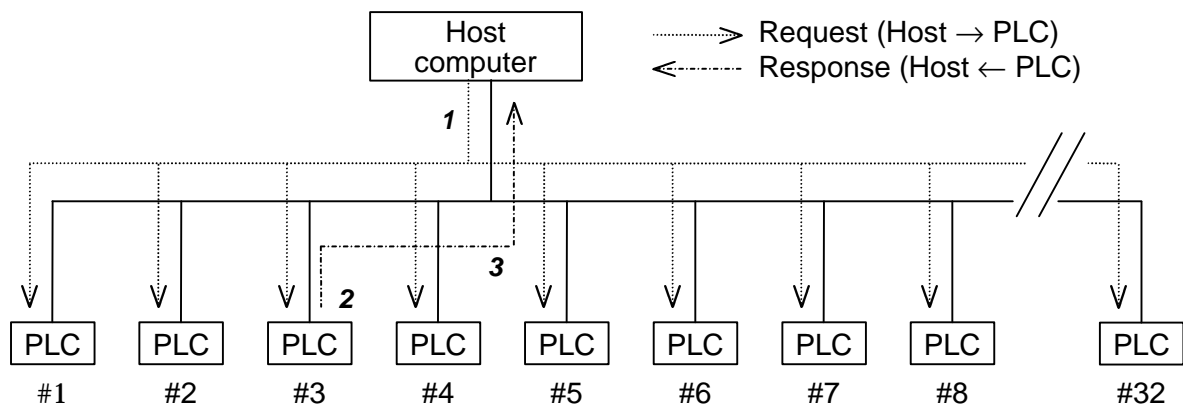 Host
computer
Request (Host → PLC)
Response (Host ← PLC)
1
2
3
PLC PLC PLC PLC PLC PLC PLC PLC PLC
#1 #2 #3 #4 #5 #6 #7 #8 #32